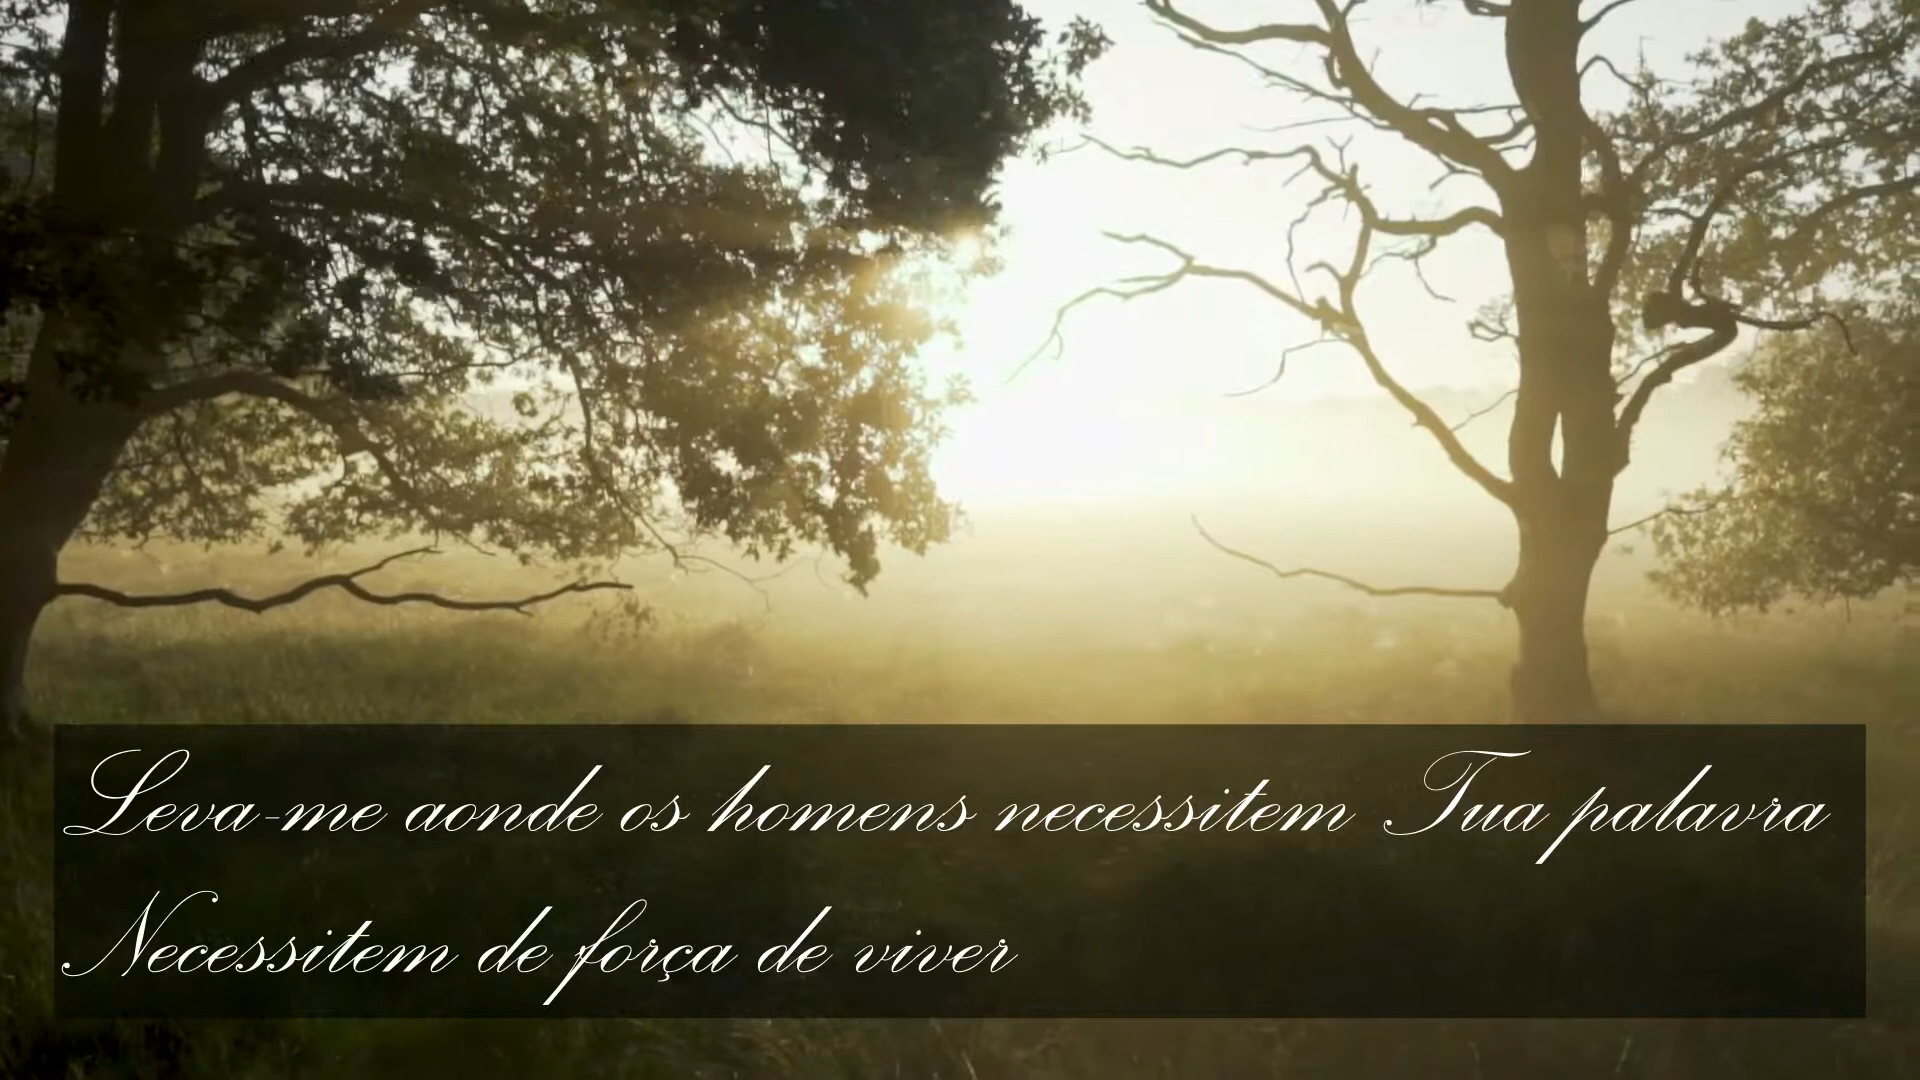 Leva-me aonde os homens necessitem Tua palavra
Necessitem de força de viver